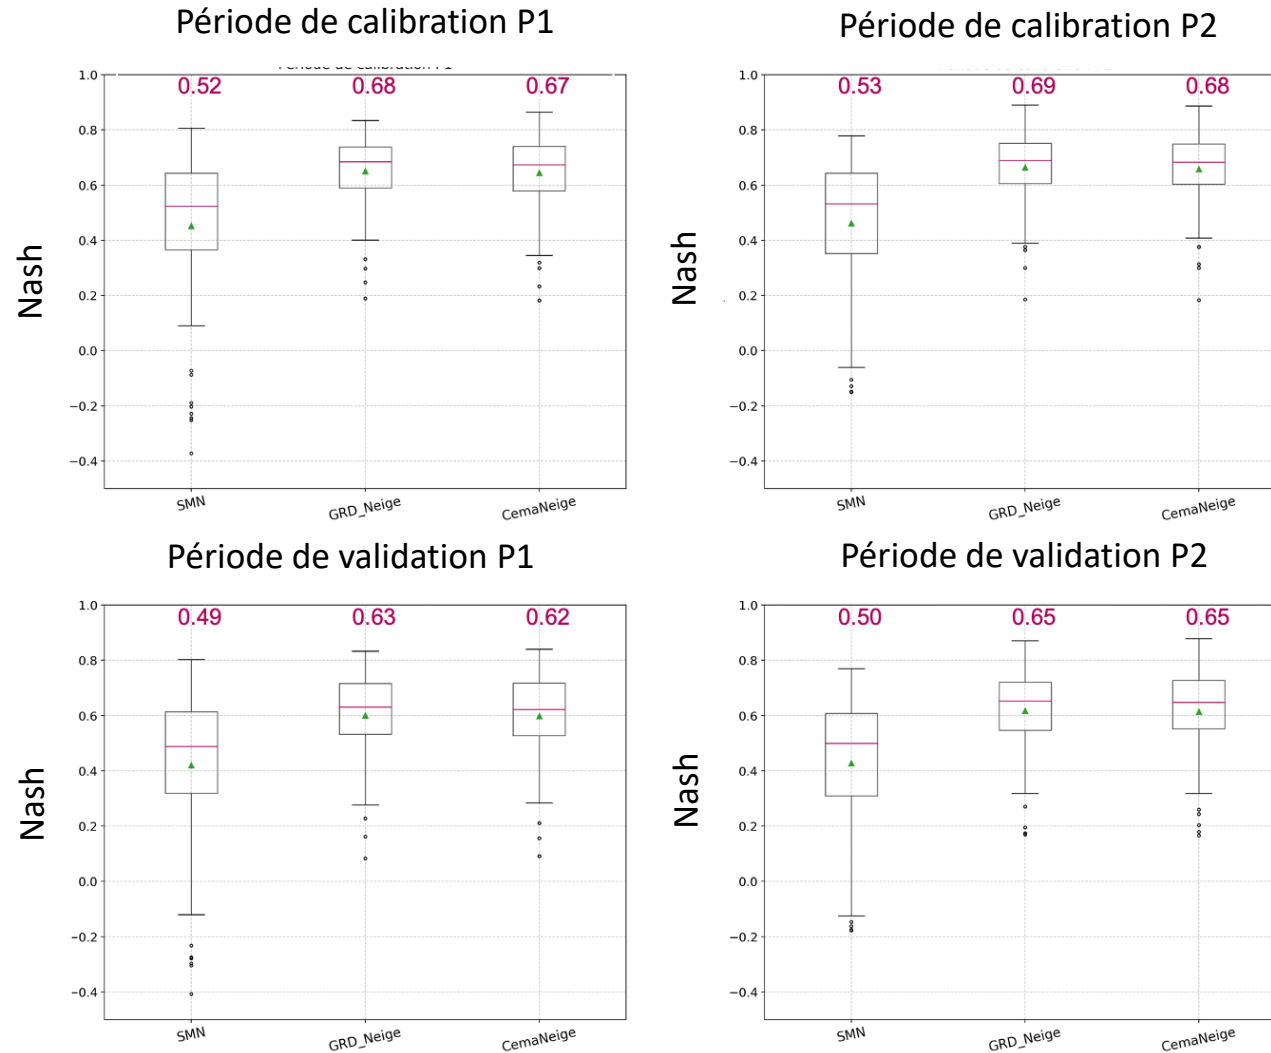 Période de calibration P1
Période de calibration P2
Période de calibration P1
1.0
0.8
0.6
0.4
0.2
0.0
−0.2
−0.4
Nash
0.52
0.68
0.67
SMN
GRD_Neige
CemaNeige
1.0
0.8
0.6
0.4
0.2
0.0
−0.2
−0.4
Nash
0.53
0.69
0.68
SMN
GRD_Neige
CemaNeige
Période de validation P1
Période de validation P2
1.0
0.8
0.6
0.4
0.2
0.0
−0.2
−0.4
Nash
0.49
0.63
0.62
SMN
GRD_Neige
CemaNeige
1.0
0.8
0.6
0.4
0.2
0.0
−0.2
−0.4
Nash
0.50
0.65
0.65
SMN
GRD_Neige
CemaNeige